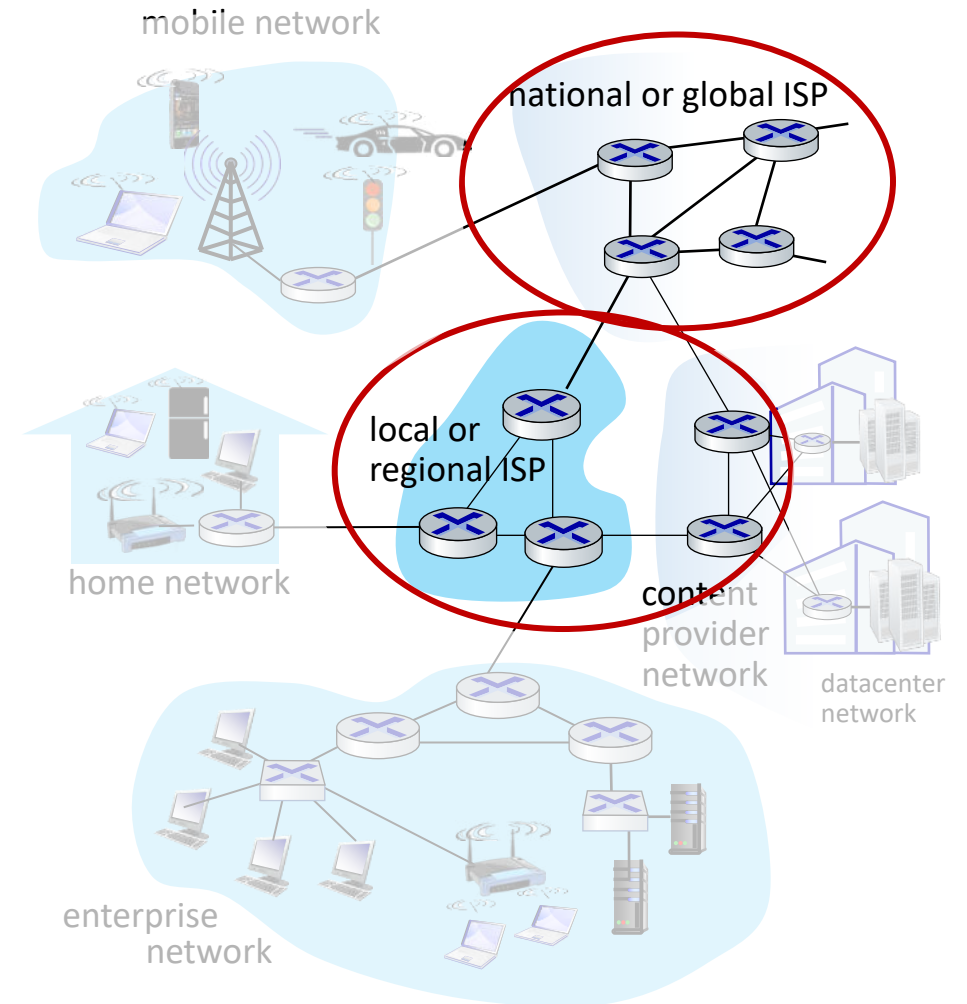 mobile network
national or global ISP
local or
regional ISP
home network
content
provider
network
datacenter
network
enterprise
network